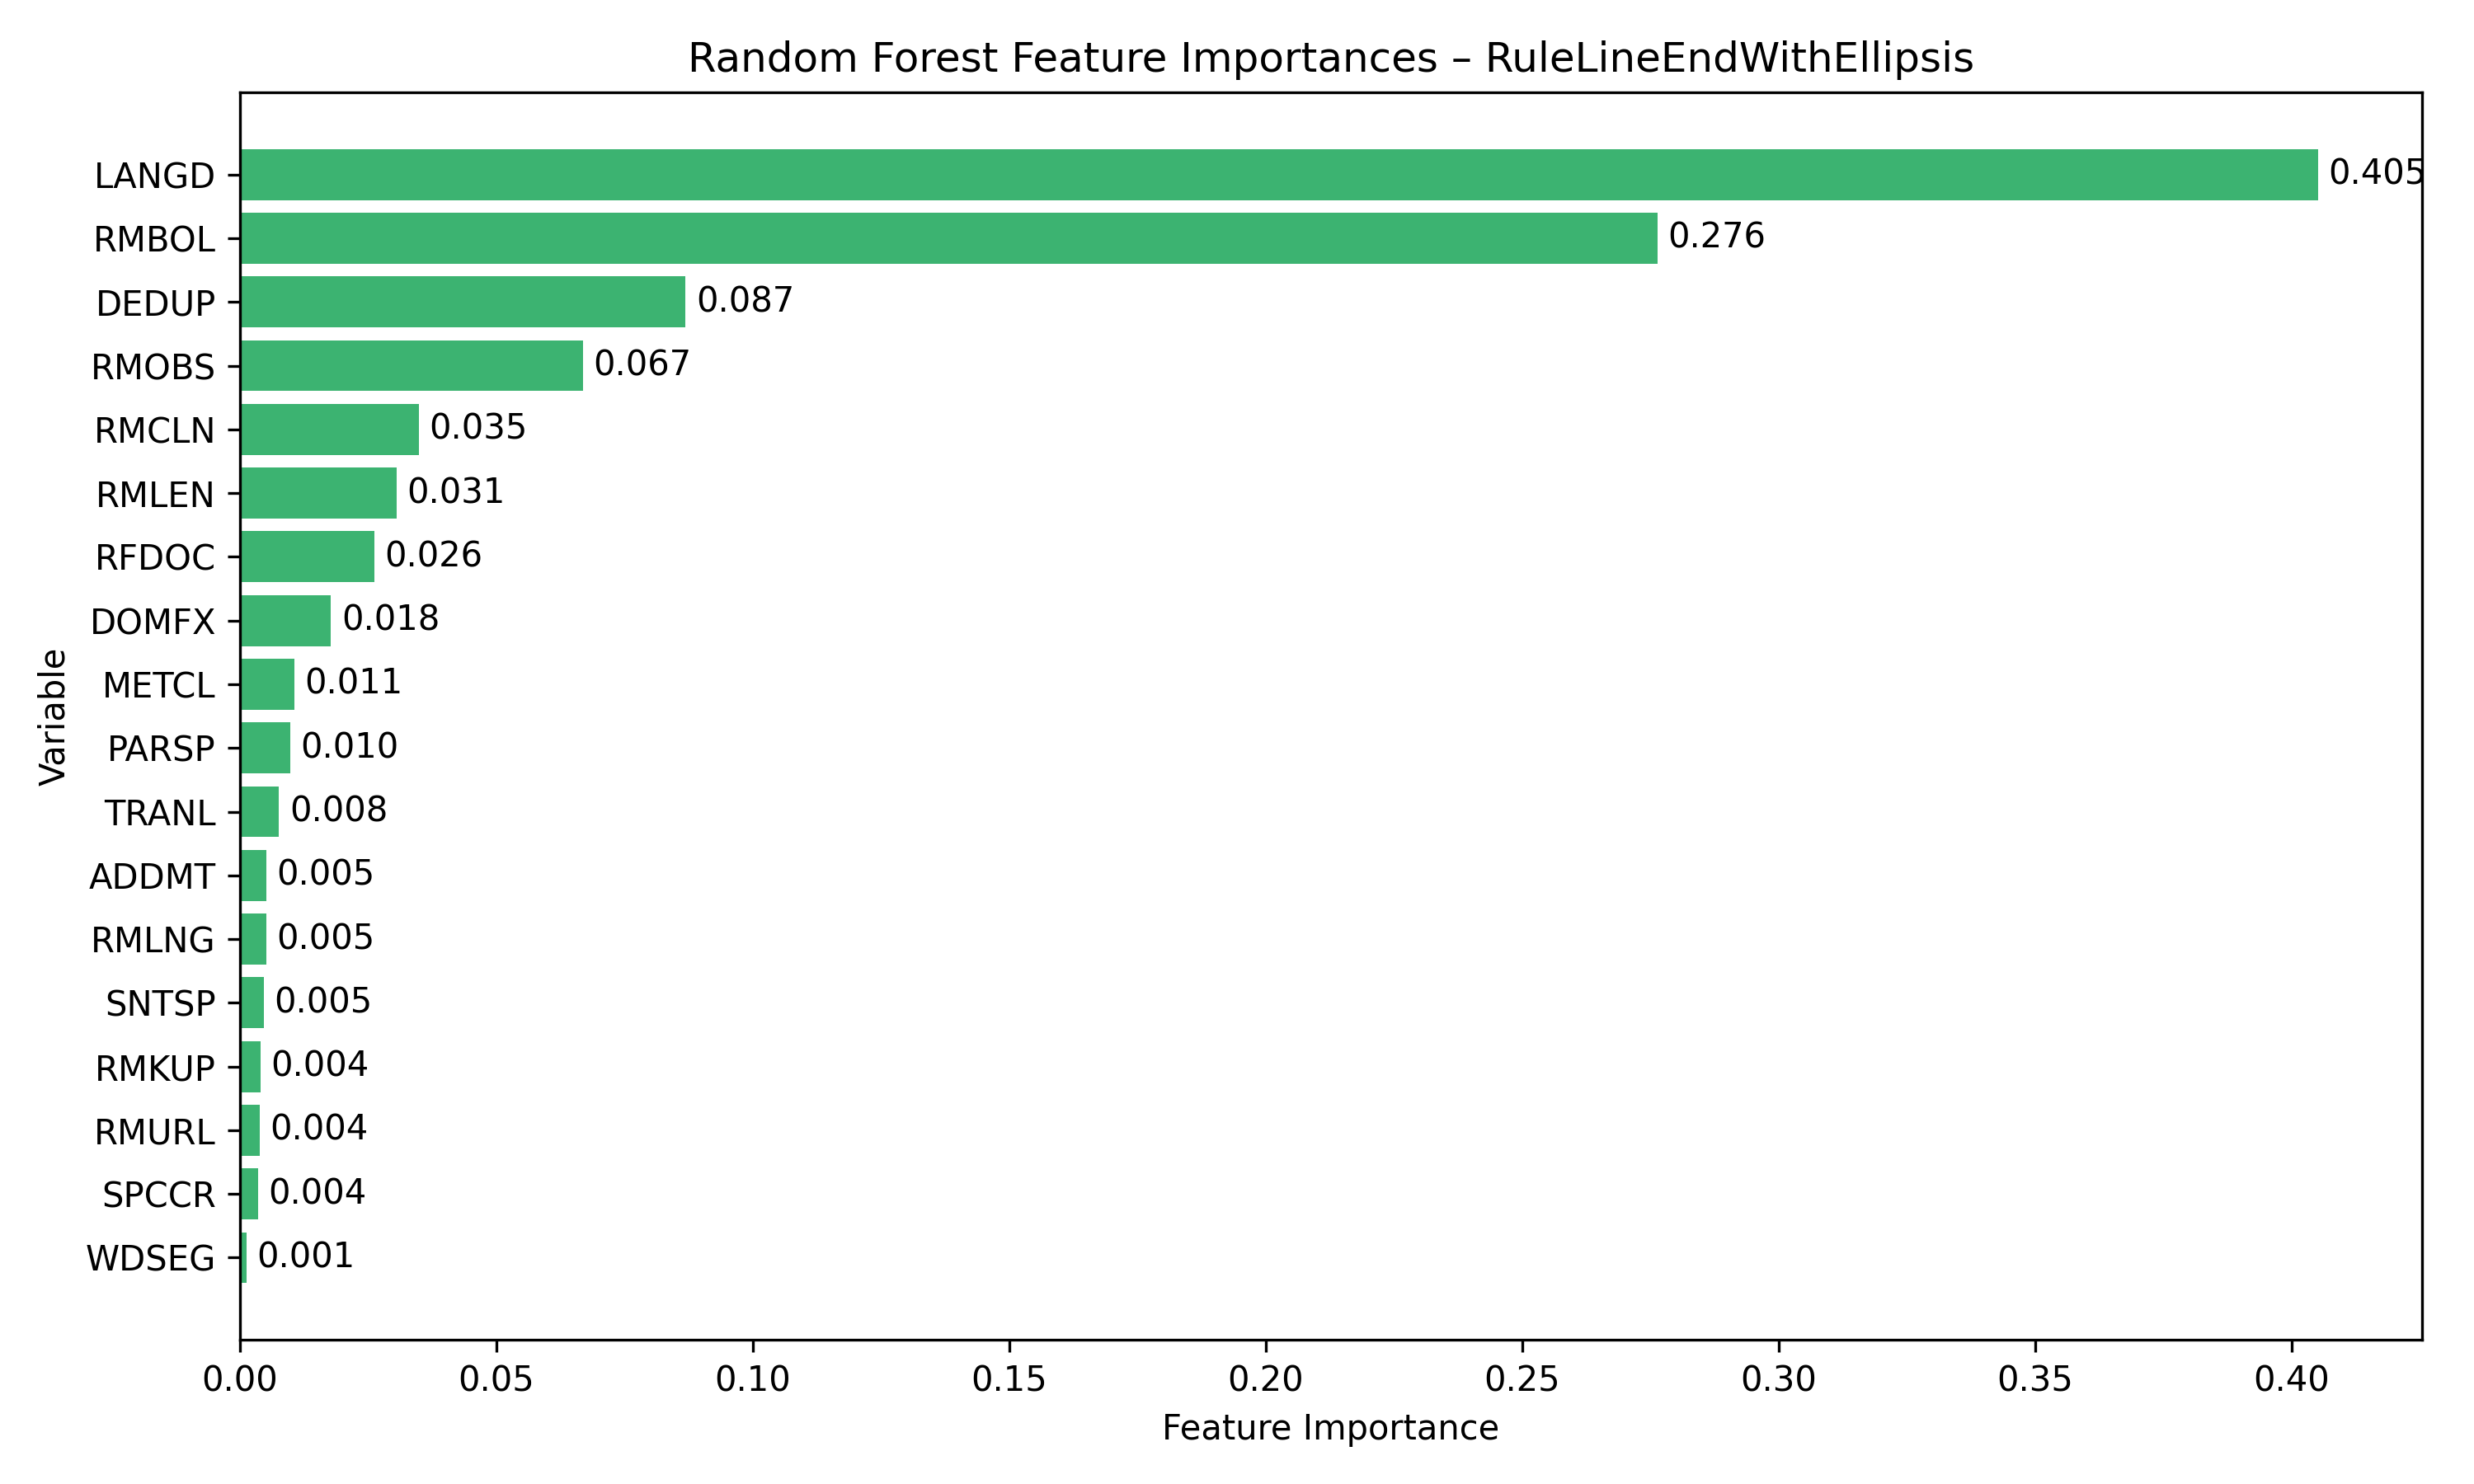 Random Forest Feature Importances – RuleLineEndWithEllipsis
LANGD 0.405
RMBOL 0.276
DEDUP 0.087
RMOBS 0.067
RMCLN 0.035
RMLEN 0.031
RFDOC 0.026
DOMFX 0.018
METCL 0.011
PARSP 0.010
TRANL 0.008
ADDMT 0.005
RMLNG 0.005
SNTSP 0.005
RMKUP 0.004
RMURL 0.004
SPCCR 0.004
WDSEG 0.001
Variable
0.00 0.05 0.10 0.15 0.20 0.25 0.30 0.35 0.40
Feature Importance